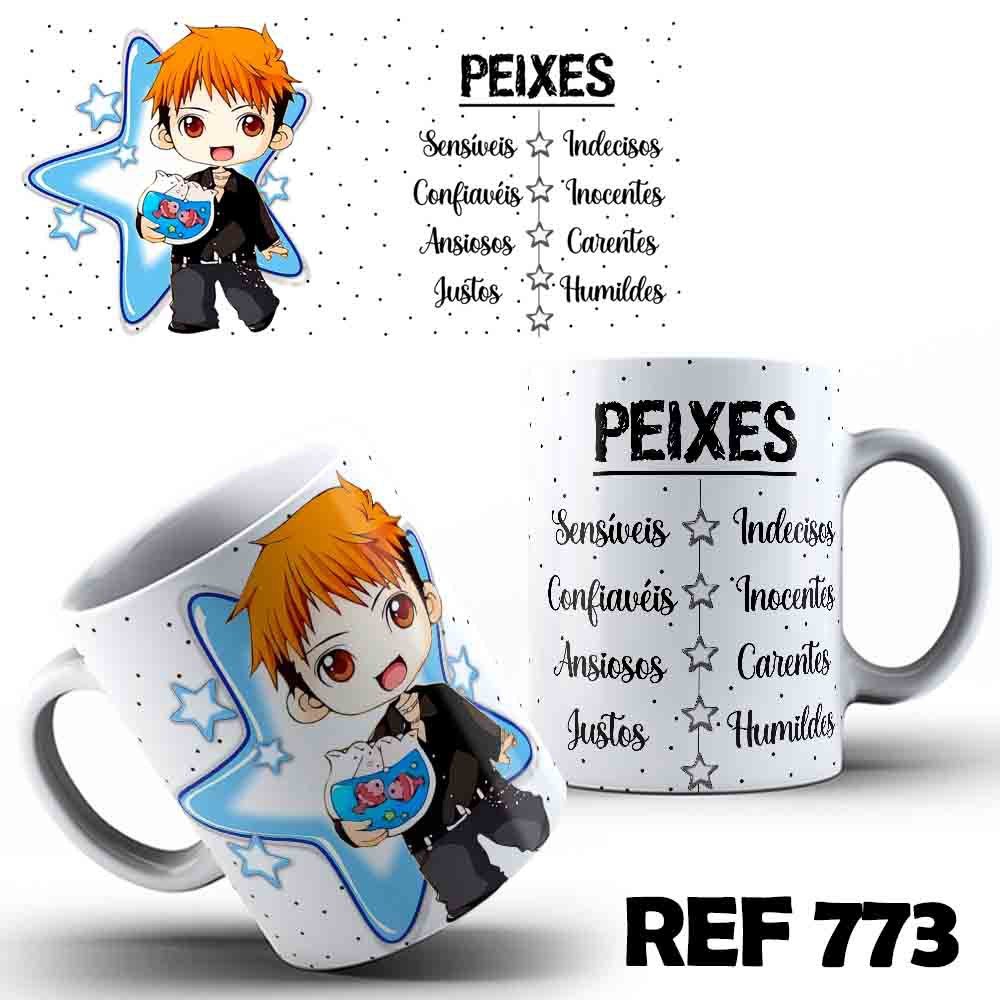 PEIXES
Sensíveis Indecisos
Confiavéis Inocentes
Ansiosos Carentes
Justos Humildes
PEIXES
Sensíveis Indecisos
Confiavéis Inocentes
Ansiosos Carentes
Justos Humildes
REF 773